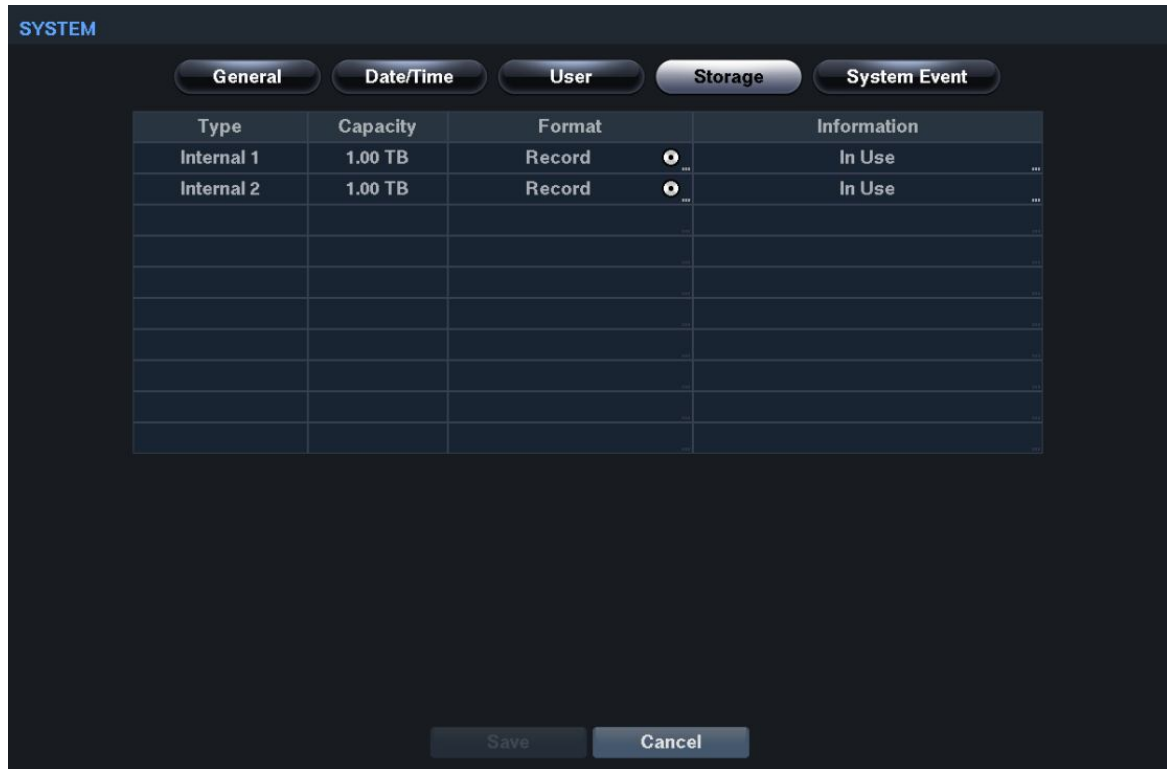 SYSTEM
General Date/Time User Storage System Event
Type Capacity Format Information
Internal 1 1.00 TB Record In Use
Internal 2 1.00 TB Record In Use
Save Cancel